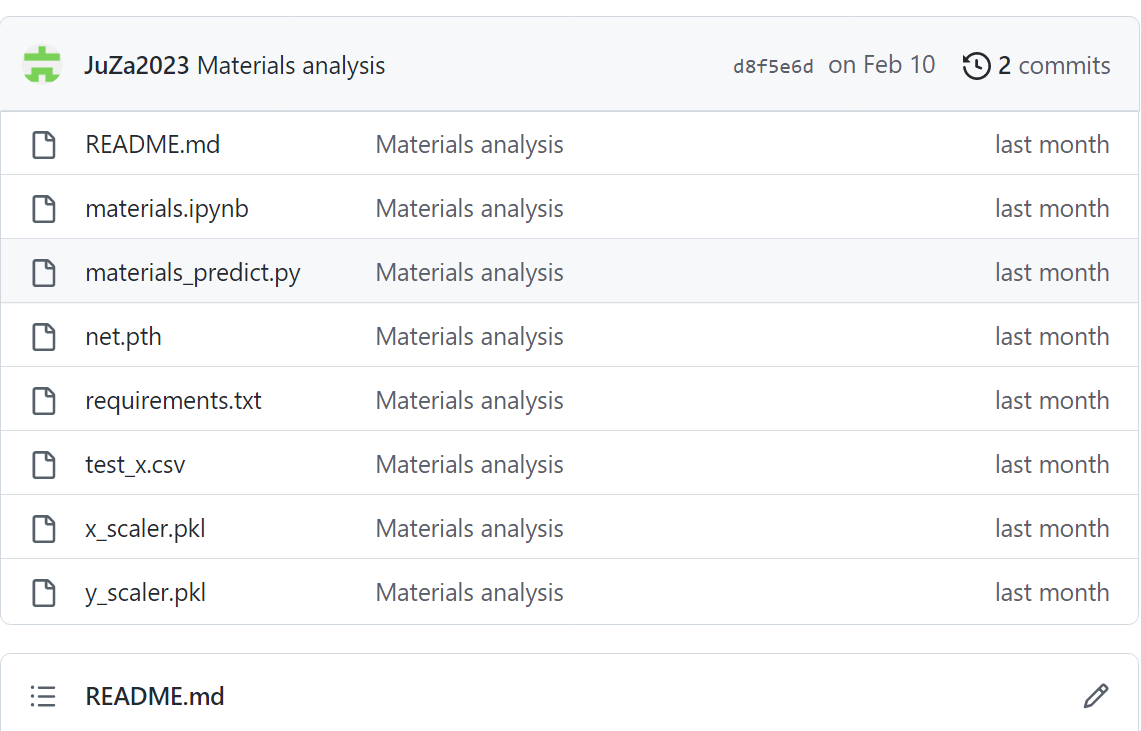 JuZa2023 Materials analysis d8f5e6d on Feb 10 2 commits
README.md Materials analysis last month
materials.ipynb Materials analysis last month
materials_predict.py Materials analysis last month
net.pth Materials analysis last month
requirements.txt Materials analysis last month
test_x.csv Materials analysis last month
x_scaler.pkl Materials analysis last month
y_scaler.pkl Materials analysis last month
README.md